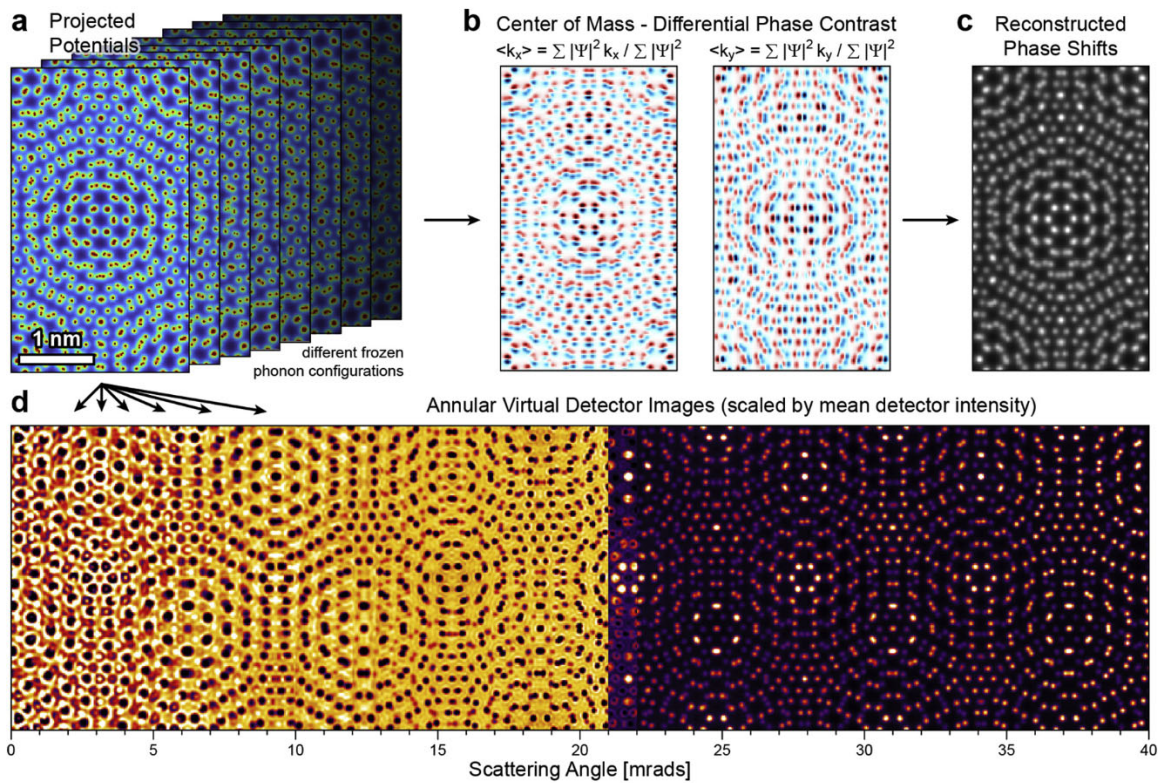 a
Projected
Potentials
1 nm
different frozen
phonon configurations
b
Center of Mass - Differential Phase Contrast
<kₓ> = ∑ |Ψ|² kₓ / ∑ |Ψ|²
<kᵧ> = ∑ |Ψ|² kᵧ / ∑ |Ψ|²
c
Reconstructed
Phase Shifts
d
Annular Virtual Detector Images (scaled by mean detector intensity)
0 5 10 15 20 25 30 35 40
Scattering Angle [mrads]